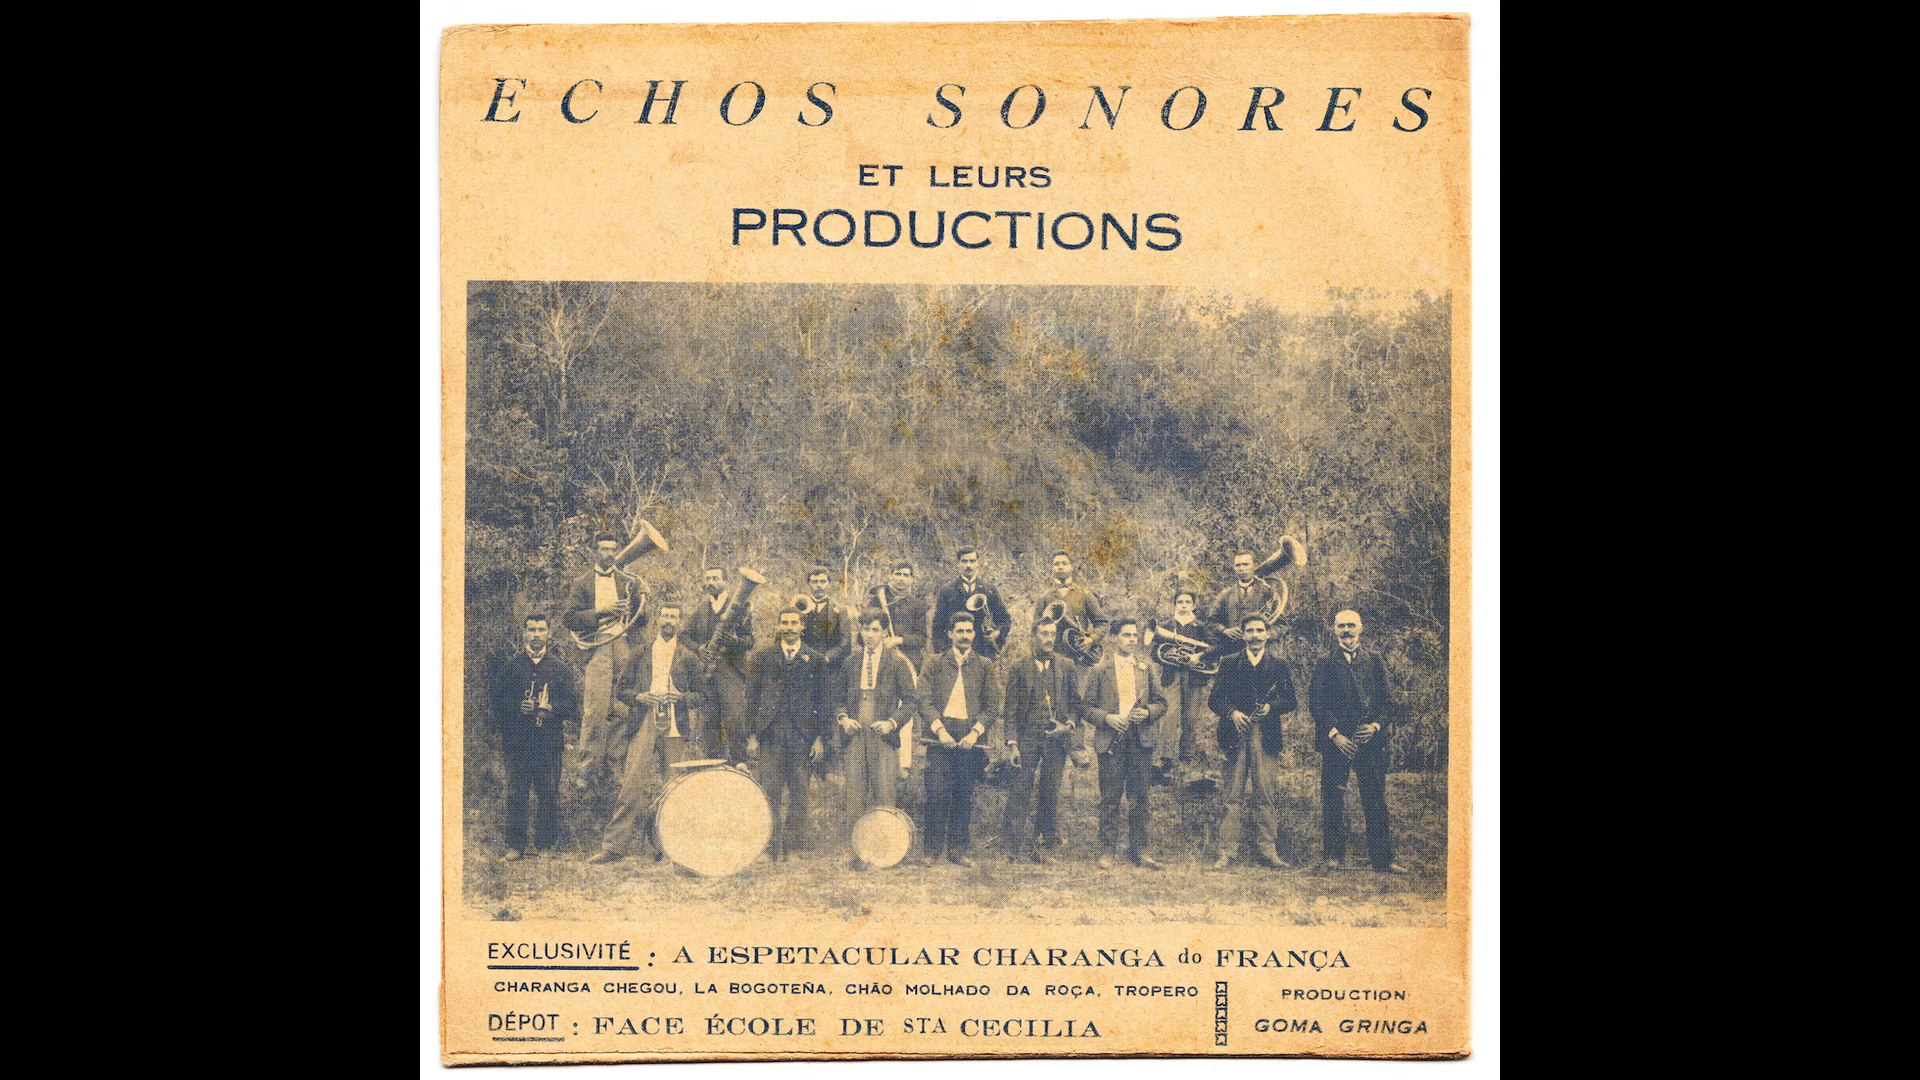 ECHOS SONORES
ET LEURS
PRODUCTIONS
EXCLUSIVITÉ : A ESPETACULAR CHARANGA do FRANÇA
CHARANGA CHEGOU, LA BOGOTEÑA, CHÃO MOLHADO DA ROÇA, TROPERO
DÉPOT : FACE ÉCOLE DE STA CECILIA
PRODUCTION
GOMA GRINGA